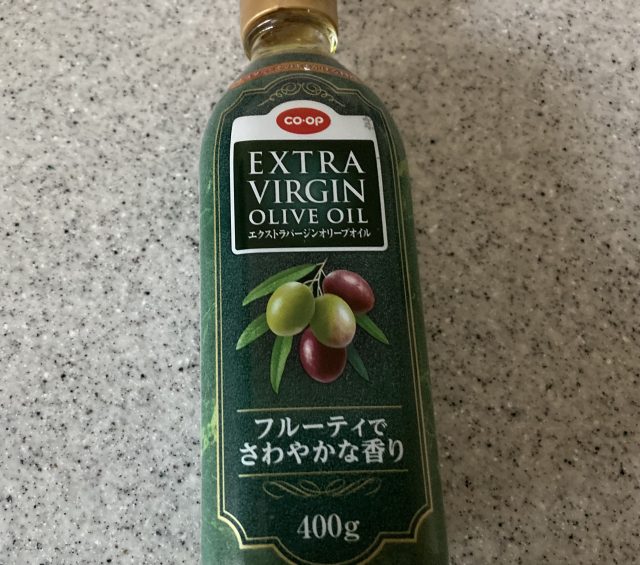 CO·OP
EXTRA
VIRGIN
OLIVE OIL
エクストラバージンオリーブオイル
フルーティで
さわやかな香り
400g